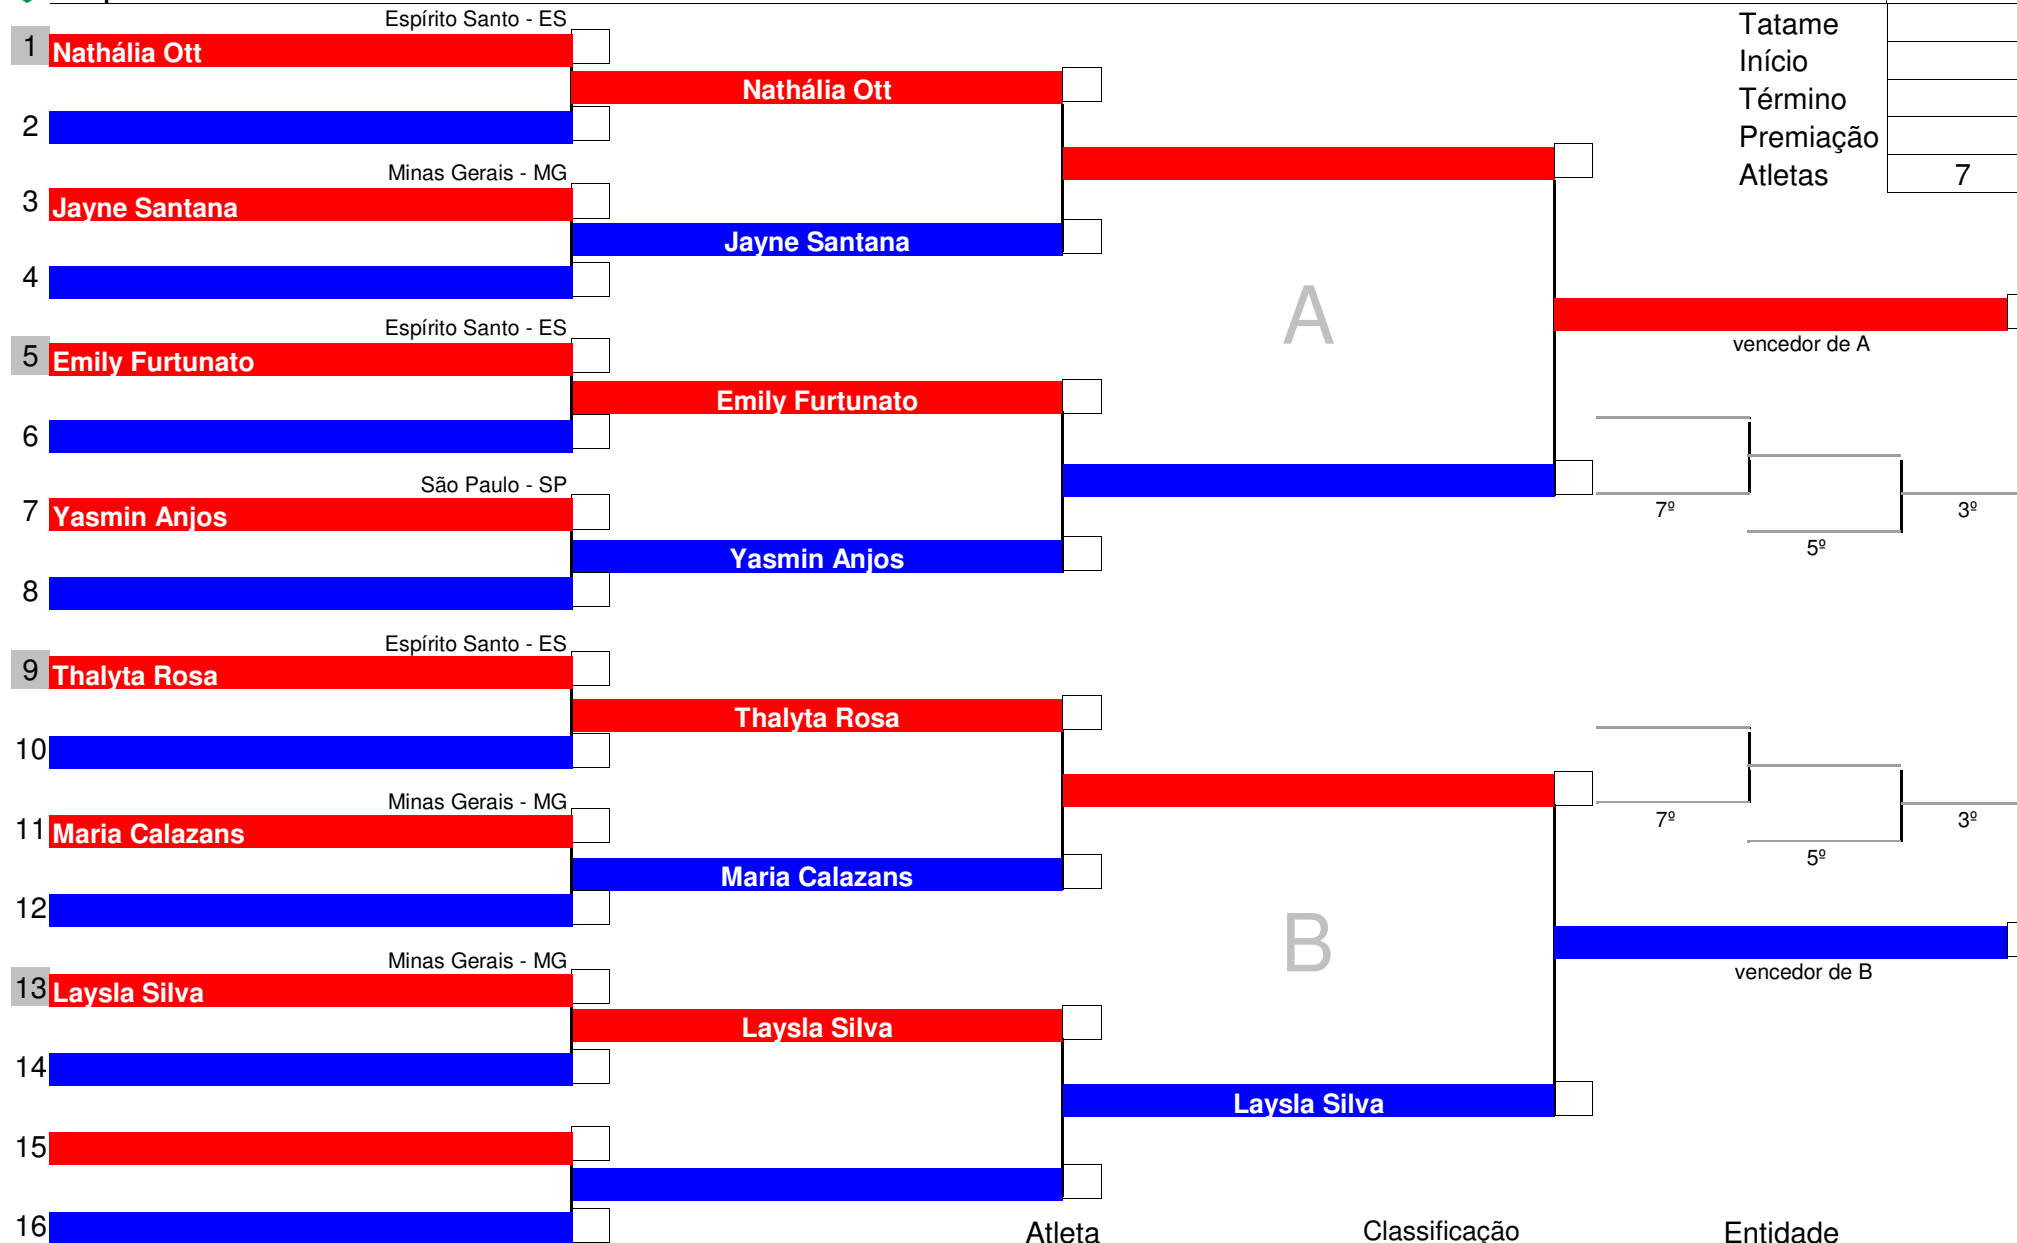 Espírito Santo - ES
Tatame
1 Nathália Ott
Nathália Ott
Início
Término
2
Premiação
Minas Gerais - MG
Atletas 7
3 Jayne Santana
Jayne Santana
4
A
Espírito Santo - ES
vencedor de A
5 Emily Furtunato
Emily Furtunato
6
São Paulo - SP
7 Yasmin Anjos
7º
3º
5º
Yasmin Anjos
8
Espírito Santo - ES
9 Thalyta Rosa
Thalyta Rosa
10
Minas Gerais - MG
11 Maria Calazans
7º
3º
5º
Maria Calazans
12
B
Minas Gerais - MG
vencedor de B
13 Laysla Silva
Laysla Silva
14
Laysla Silva
15
16
Atleta Classificação Entidade